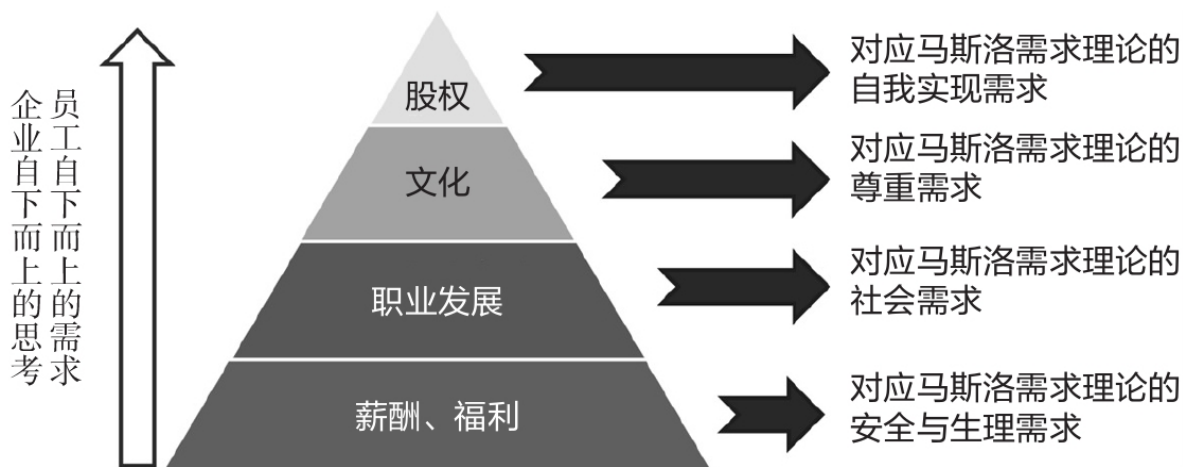 员工自下而上的需求
企业自下而上的思考
股权
对应马斯洛需求理论的
自我实现需求
文化
对应马斯洛需求理论的
尊重需求
职业发展
对应马斯洛需求理论的
社会需求
薪酬、福利
对应马斯洛需求理论的
安全与生理需求